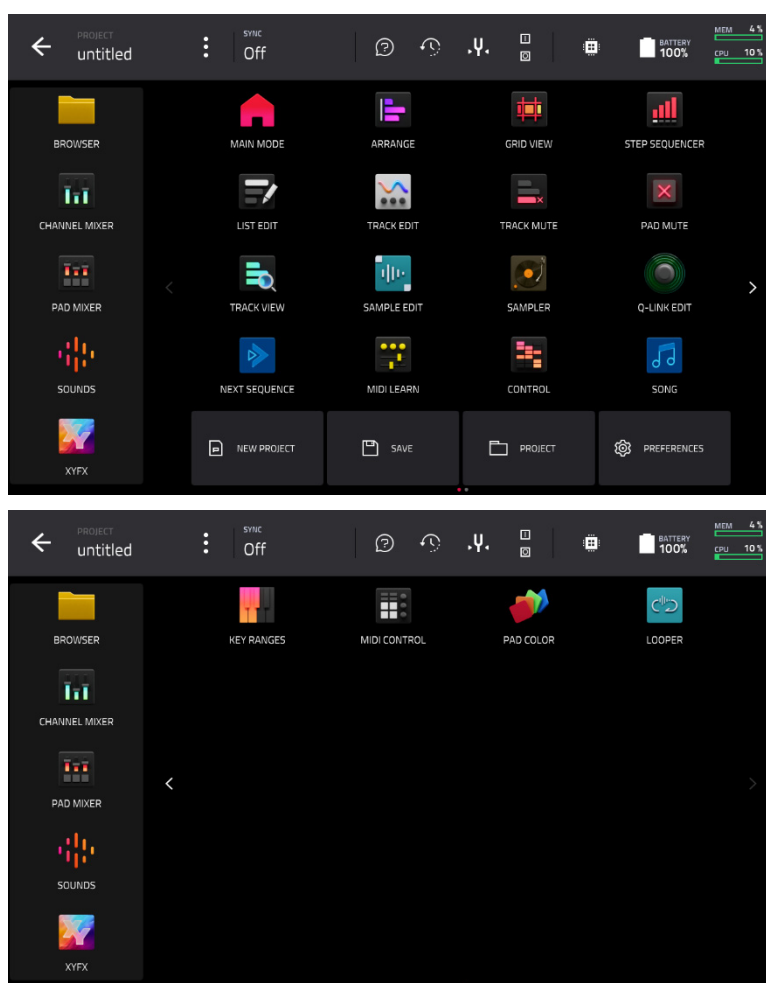 PROJECT
untitled
SYNC
Off
BATTERY
100%
MEM 4%
CPU 10%
BROWSER
MAIN MODE
ARRANGE
GRID VIEW
STEP SEQUENCER
CHANNEL MIXER
LIST EDIT
TRACK EDIT
TRACK MUTE
PAD MUTE
PAD MIXER
TRACK VIEW
SAMPLE EDIT
SAMPLER
Q-LINK EDIT
SOUNDS
NEXT SEQUENCE
MIDI LEARN
CONTROL
SONG
XYFX
NEW PROJECT
SAVE
PROJECT
PREFERENCES
PROJECT
untitled
SYNC
Off
BATTERY
100%
MEM 4%
CPU 10%
BROWSER
KEY RANGES
MIDI CONTROL
PAD COLOR
LOOPER
CHANNEL MIXER
PAD MIXER
SOUNDS
XYFX